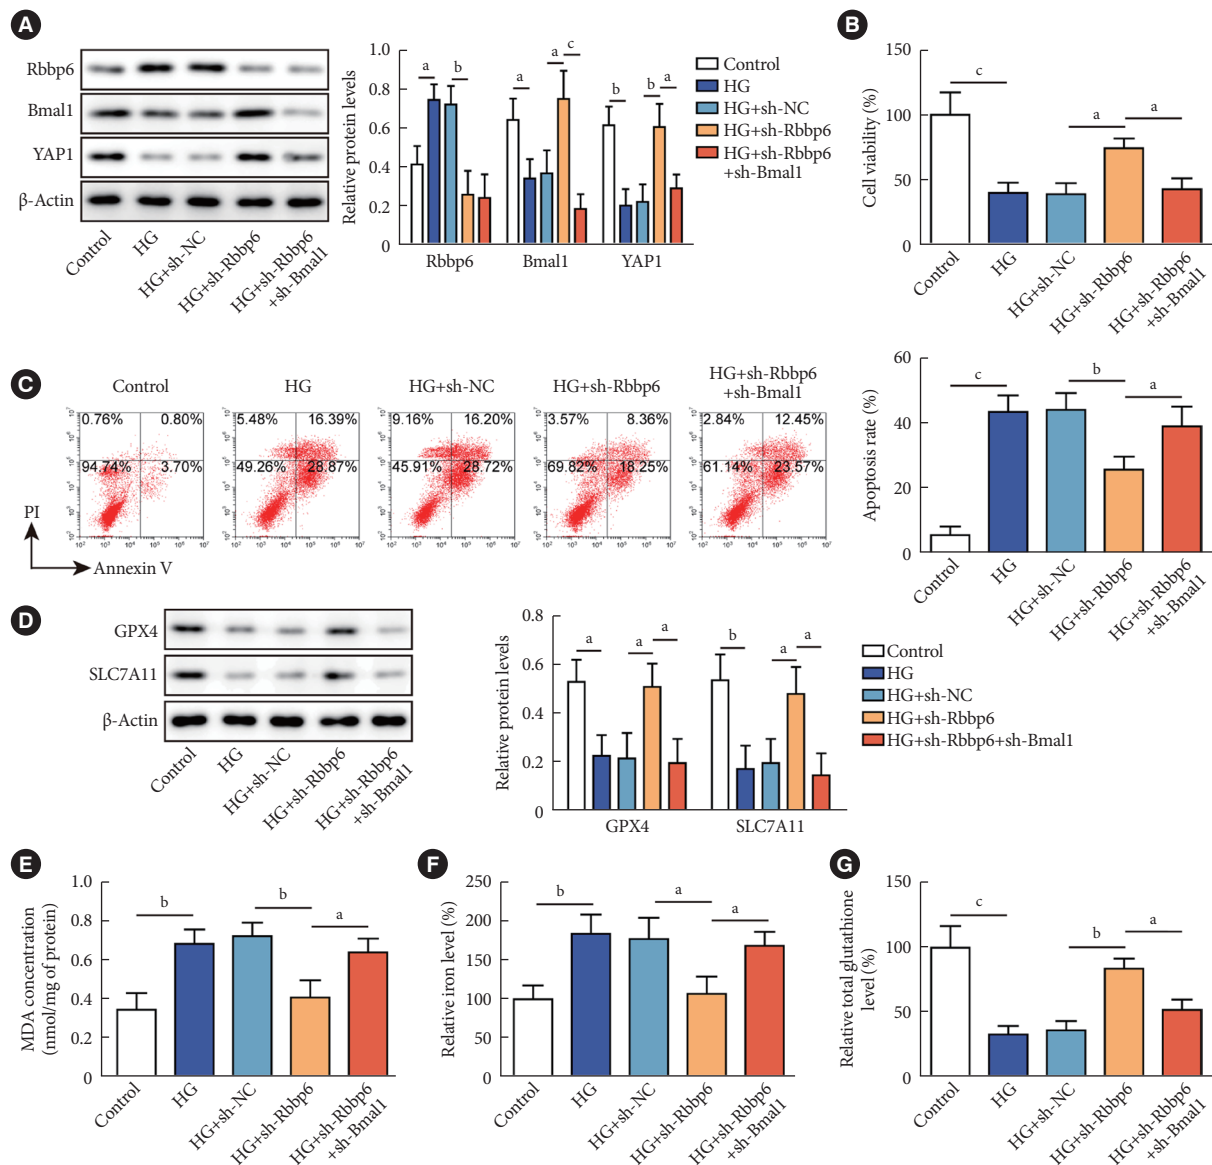 A
Rbbp6
Bmal1
YAP1
β-Actin
Control
HG
HG+sh-NC
HG+sh-Rbbp6
HG+sh-Rbbp6
+sh-Bmal1
Relative protein levels
1.0
0.8
0.6
0.4
0.2
0
a
b
a
a
c
b
b
a
Rbbp6
Bmal1
YAP1
Control
HG
HG+sh-NC
HG+sh-Rbbp6
HG+sh-Rbbp6
+sh-Bmal1
B
Cell viability (%)
150
100
50
0
c
a
a
Control
HG
HG+sh-NC
HG+sh-Rbbp6
HG+sh-Rbbp6
+sh-Bmal1
C
Control
0.76%
0.80%
94.74%
3.70%
HG
5.48%
16.39%
49.26%
28.87%
HG+sh-NC
9.16%
16.20%
45.91%
28.72%
HG+sh-Rbbp6
3.57%
8.36%
69.82%
18.25%
HG+sh-Rbbp6
+sh-Bmal1
2.84%
12.45%
61.14%
23.57%
PI
Annexin V
Apoptosis rate (%)
60
40
20
0
c
b
a
Control
HG
HG+sh-NC
HG+sh-Rbbp6
HG+sh-Rbbp6
+sh-Bmal1
D
GPX4
SLC7A11
β-Actin
Control
HG
HG+sh-NC
HG+sh-Rbbp6
HG+sh-Rbbp6
+sh-Bmal1
Relative protein levels
0.8
0.6
0.4
0.2
0
a
a
a
b
a
a
GPX4
SLC7A11
Control
HG
HG+sh-NC
HG+sh-Rbbp6
HG+sh-Rbbp6+sh-Bmal1
E
MDA concentration
(nmol/mg of protein)
1.0
0.8
0.6
0.4
0.2
0
b
b
a
Control
HG
HG+sh-NC
HG+sh-Rbbp6
HG+sh-Rbbp6
+sh-Bmal1
F
Relative iron level (%)
250
200
150
100
50
0
b
a
a
Control
HG
HG+sh-NC
HG+sh-Rbbp6
HG+sh-Rbbp6
+sh-Bmal1
G
Relative total glutathione
level (%)
150
100
50
0
c
b
a
Control
HG
HG+sh-NC
HG+sh-Rbbp6
HG+sh-Rbbp6
+sh-Bmal1